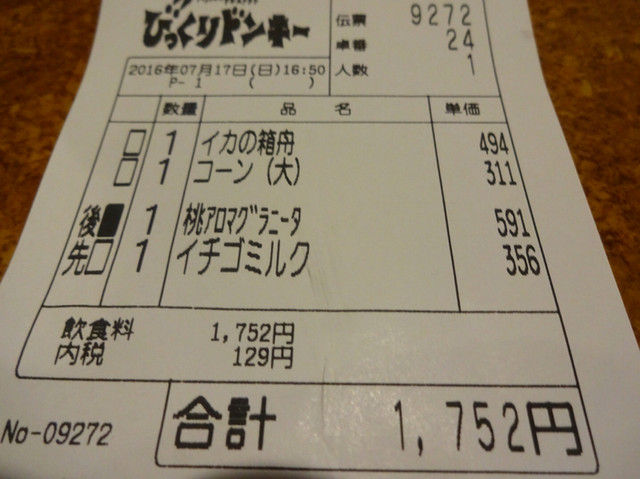 びっくりドンキー
伝票 9272
卓番 24
人数 1
2016年07月17日(日)16:50
P- 1 ( )
数量 品名 単価
1 イカの箱舟 494
1 コーン(大) 311
後 1 桃アロマグラニータ 591
先 1 イチゴミルク 356
飲食料 1,752円
内税 129円
No-09272 合計 1,752円